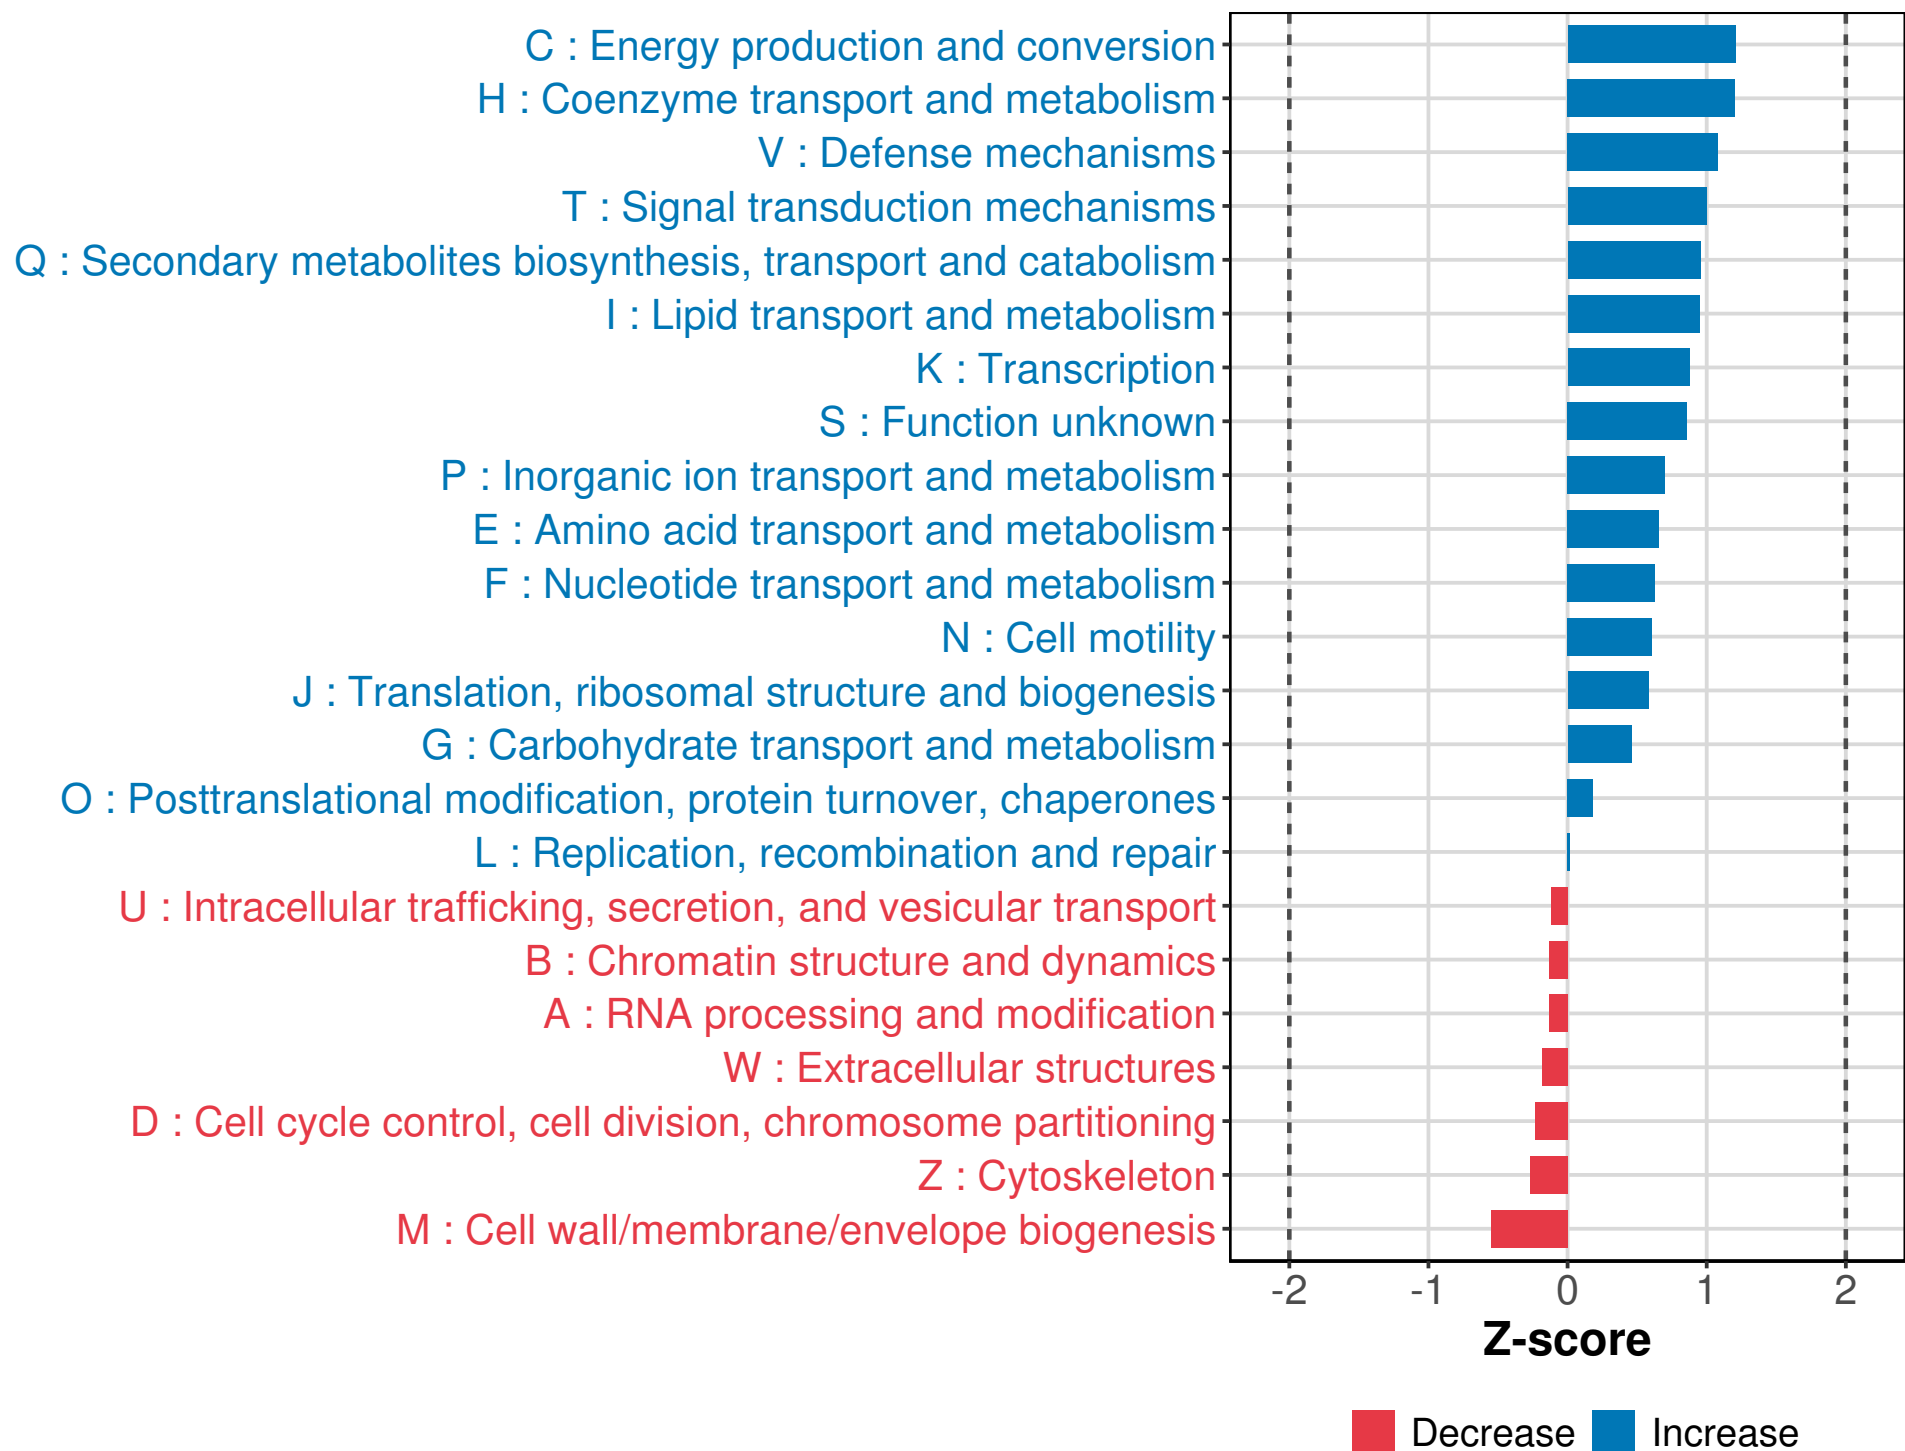 C : Energy production and conversion
H : Coenzyme transport and metabolism
V : Defense mechanisms
T : Signal transduction mechanisms
Q : Secondary metabolites biosynthesis, transport and catabolism
I : Lipid transport and metabolism
K : Transcription
S : Function unknown
P : Inorganic ion transport and metabolism
E : Amino acid transport and metabolism
F : Nucleotide transport and metabolism
N : Cell motility
J : Translation, ribosomal structure and biogenesis
G : Carbohydrate transport and metabolism
O : Posttranslational modification, protein turnover, chaperones
L : Replication, recombination and repair
U : Intracellular trafficking, secretion, and vesicular transport
B : Chromatin structure and dynamics
A : RNA processing and modification
W : Extracellular structures
D : Cell cycle control, cell division, chromosome partitioning
Z : Cytoskeleton
M : Cell wall/membrane/envelope biogenesis
-2 -1 0 1 2
Z-score
Decrease Increase